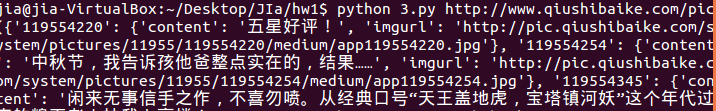 jia@jia-VirtualBox:~/Desktop/JIa/hw1$ python 3.py http://www.qiushibaike.com/pic
{'119554220': {'content': '五星好评！', 'imgurl': 'http://pic.qiushibaike.com/s
ystem/pictures/11955/119554220/medium/app119554220.jpg'}, '119554254': {'content
': '中秋节，我告诉孩他爸整点实在的，结果……', 'imgurl': 'http://pic.qiushibaike.c
om/system/pictures/11955/119554254/medium/app119554254.jpg'}, '119554345': {'con
tent': '闲来无事信手之作，不喜勿喷。从经典口号“天王盖地虎，宝塔镇河妖”这个年代过